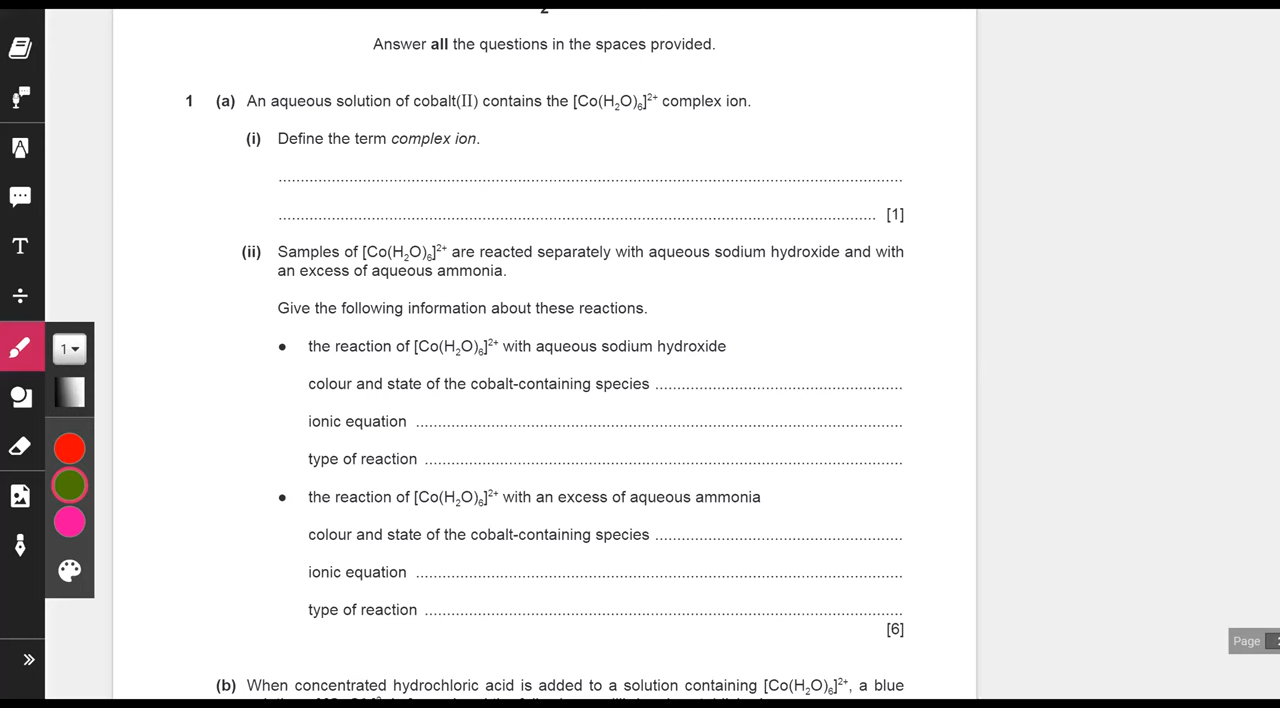 2
Answer all the questions in the spaces provided.
1 (a) An aqueous solution of cobalt(II) contains the [Co(H₂O)₆]²⁺ complex ion.
(i) Define the term complex ion.
................................................................
................................................................ [1]
(ii) Samples of [Co(H₂O)₆]²⁺ are reacted separately with aqueous sodium hydroxide and with
an excess of aqueous ammonia.
Give the following information about these reactions.
● the reaction of [Co(H₂O)₆]²⁺ with aqueous sodium hydroxide
colour and state of the cobalt-containing species ................................
ionic equation ................................................................
type of reaction ................................................................
● the reaction of [Co(H₂O)₆]²⁺ with an excess of aqueous ammonia
colour and state of the cobalt-containing species ................................
ionic equation ................................................................
type of reaction ................................................................
[6]
(b) When concentrated hydrochloric acid is added to a solution containing [Co(H₂O)₆]²⁺, a blue
T
1
Page